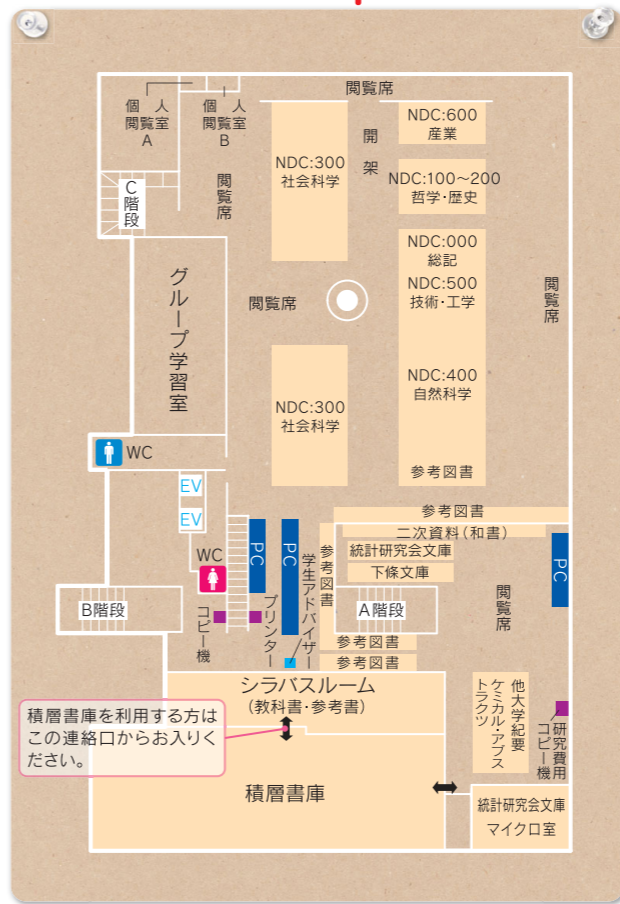 閲覧席
個　人
閲覧室
A
個　人
閲覧室
B
閲覧席
C階段
NDC:300
社会科学
開架
NDC:600
産業
NDC:100～200
哲学・歴史
NDC:000
総記
NDC:500
技術・工学
NDC:400
自然科学
参考図書
閲覧席
グループ学習室
閲覧席
NDC:300
社会科学
WC
EV
EV
WC
PC
PC
コピー機
プリンター
学生アドバイザー
参考図書
参考図書
二次資料(和書)
統計研究会文庫
下條文庫
PC
閲覧席
B階段
A階段
参考図書
参考図書
シラバスルーム
(教科書・参考書)
他大学紀要
ケミカル・アブス
トラクツ
研究費用
コピー機
積層書庫を利用する方は
この連絡口からお入りく
ださい。
積層書庫
統計研究会文庫
マイクロ室